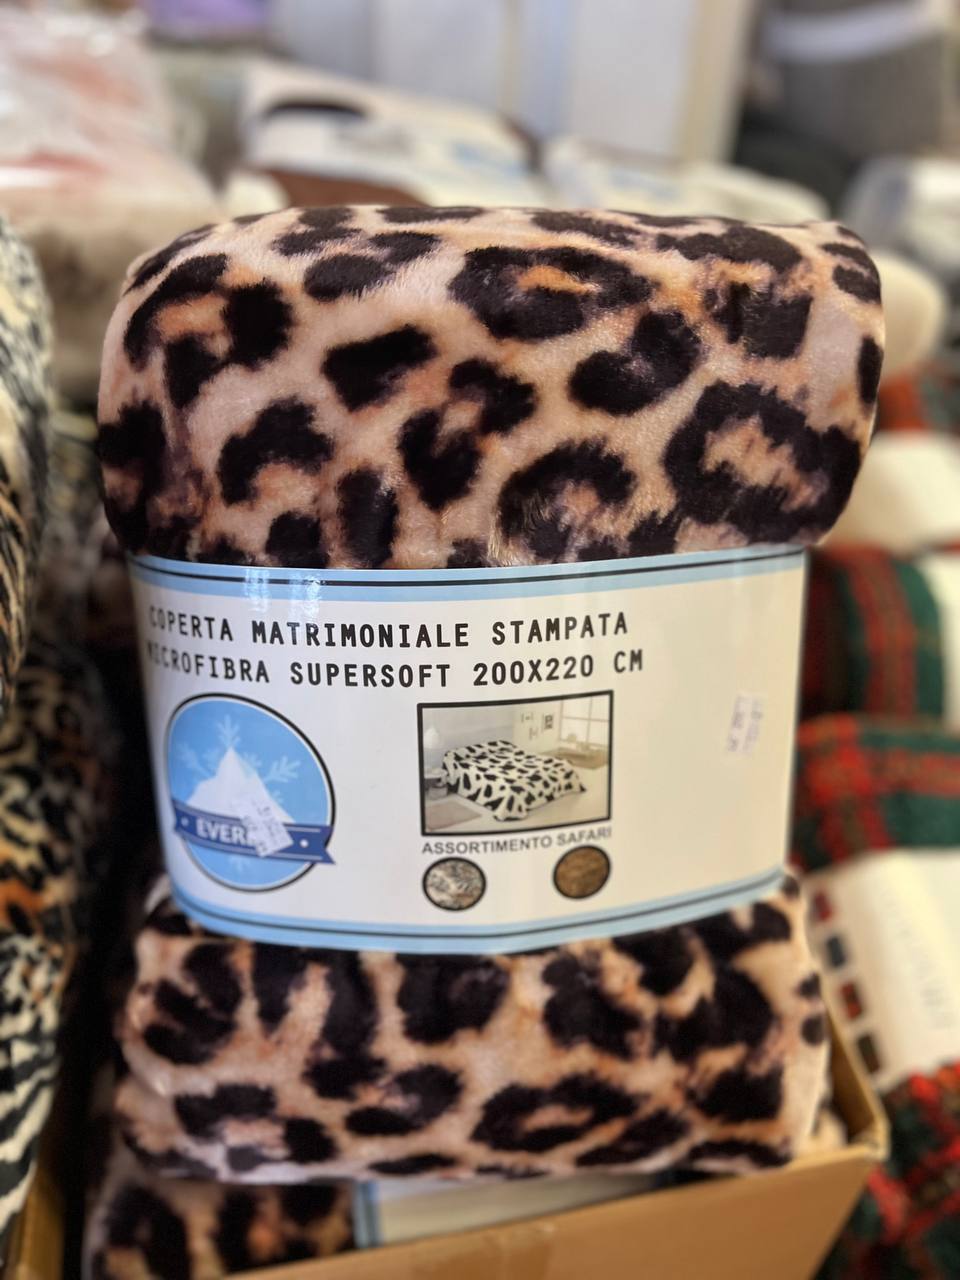 COPERTA MATRIMONIALE STAMPATA
MICROFIBRA SUPERSOFT 200X220 CM
ASSORTIMENTO SAFARI